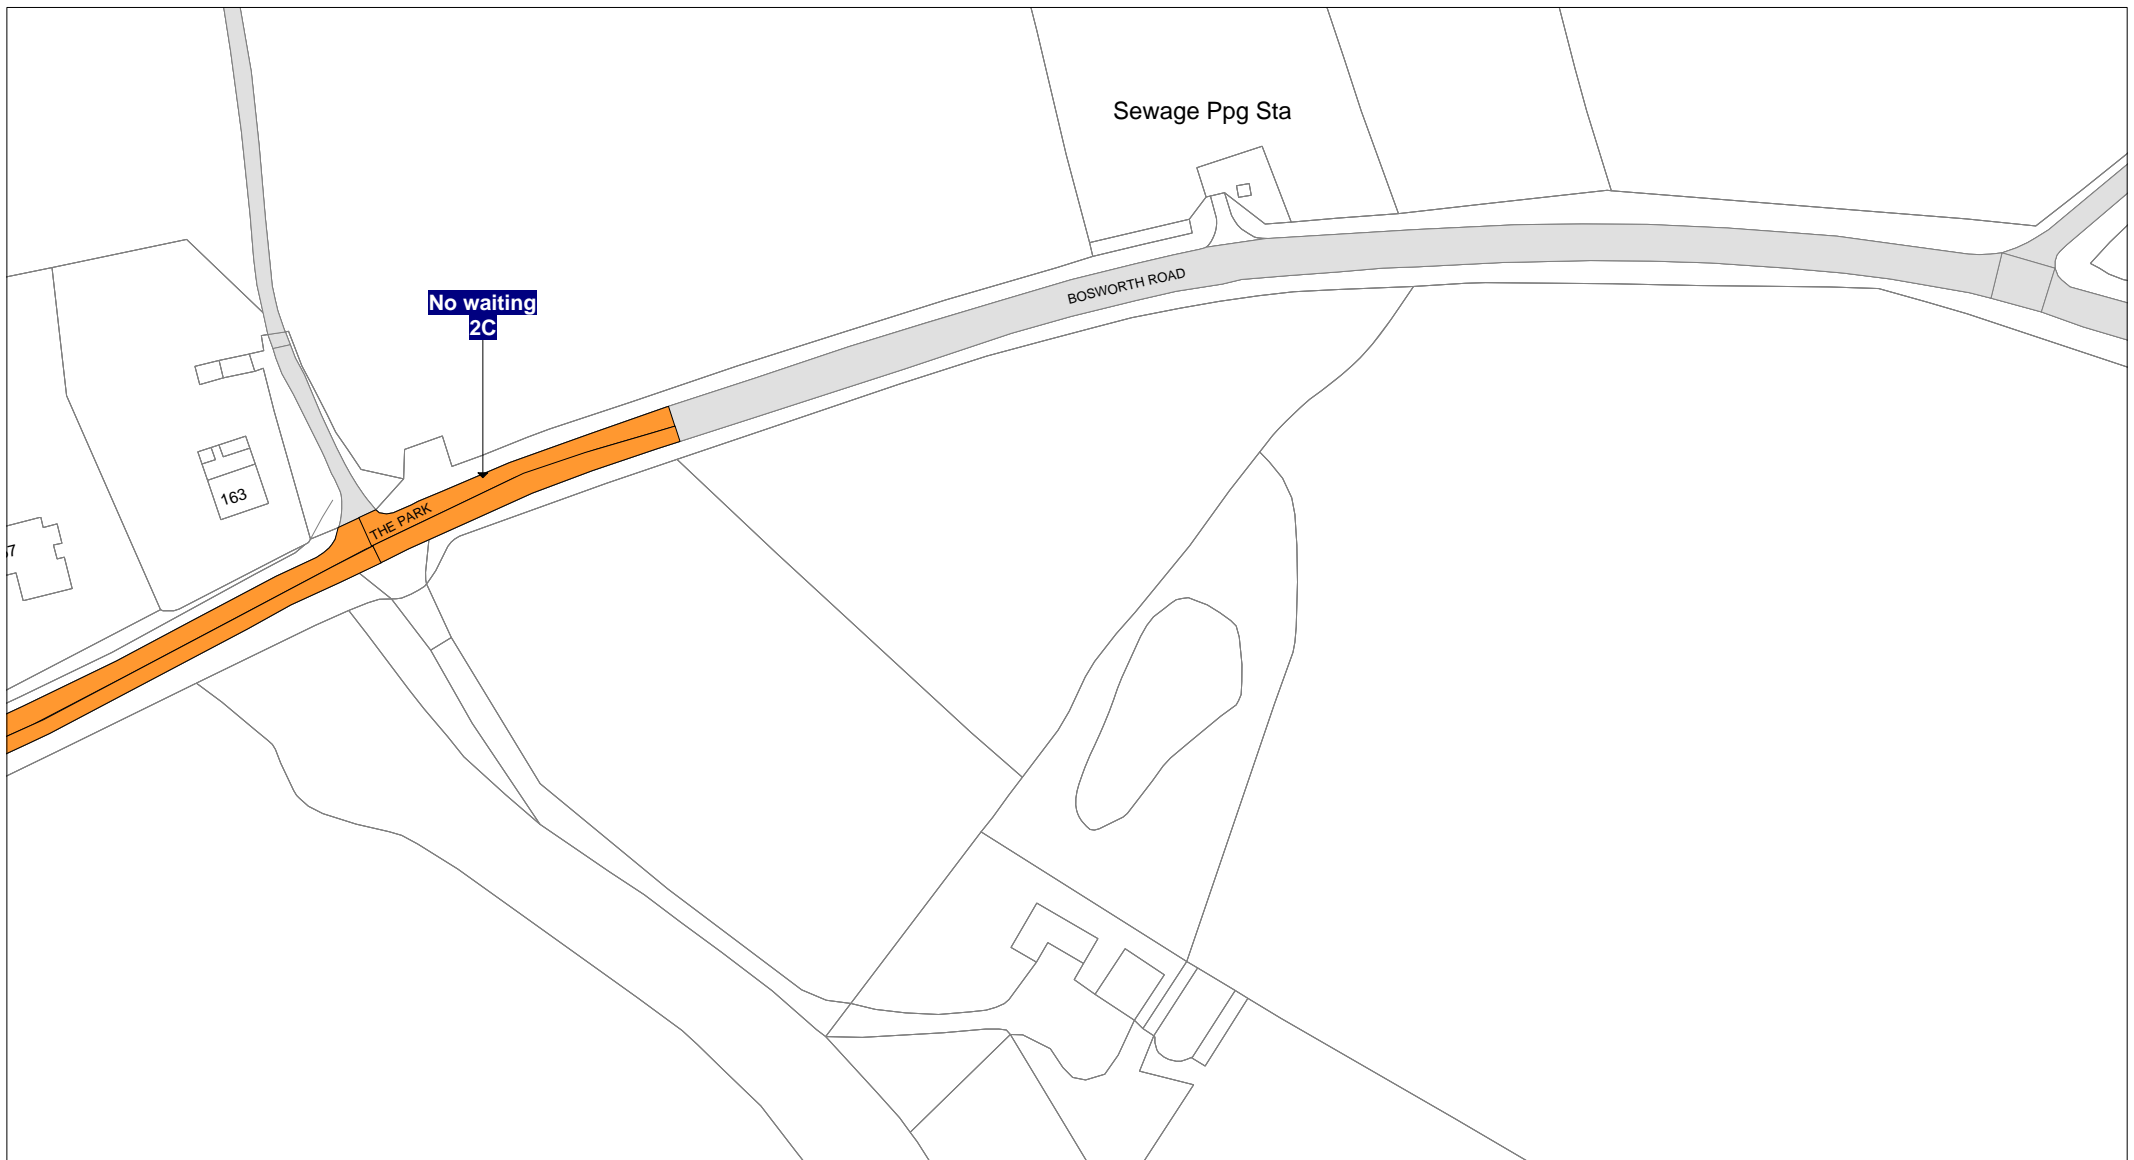 Sewage Ppg Sta
BOSWORTH ROAD
No waiting
2C
163
THE PARK